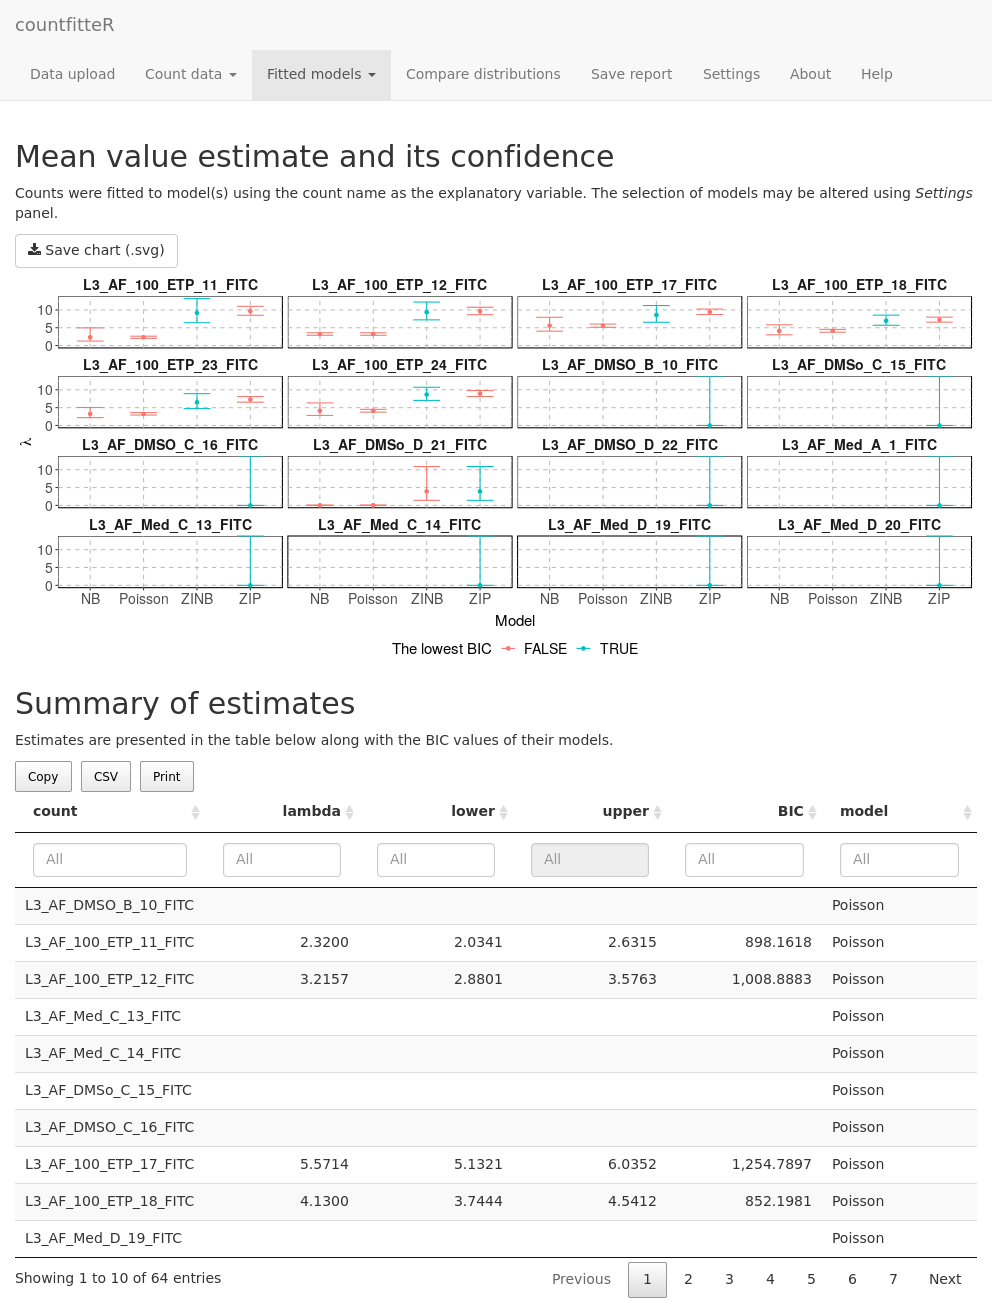 countfitteR
Data upload Count data Fitted models Compare distributions Save report Settings About Help
Mean value estimate and its confidence
Counts were fitted to model(s) using the count name as the explanatory variable. The selection of models may be altered using Settings
panel.
Save chart (.svg)
L3_AF_100_ETP_11_FITC L3_AF_100_ETP_12_FITC L3_AF_100_ETP_17_FITC L3_AF_100_ETP_18_FITC
10
5
0
L3_AF_100_ETP_23_FITC L3_AF_100_ETP_24_FITC L3_AF_DMSO_B_10_FITC L3_AF_DMSo_C_15_FITC
10
5
0
λ
L3_AF_DMSO_C_16_FITC L3_AF_DMSo_D_21_FITC L3_AF_DMSO_D_22_FITC L3_AF_Med_A_1_FITC
10
5
0
L3_AF_Med_C_13_FITC L3_AF_Med_C_14_FITC L3_AF_Med_D_19_FITC L3_AF_Med_D_20_FITC
10
5
0
NB Poisson ZINB ZIP NB Poisson ZINB ZIP NB Poisson ZINB ZIP NB Poisson ZINB ZIP
Model
The lowest BIC FALSE TRUE
Summary of estimates
Estimates are presented in the table below along with the BIC values of their models.
Copy CSV Print
count lambda lower upper BIC model
All All All All All All
L3_AF_DMSO_B_10_FITC Poisson
L3_AF_100_ETP_11_FITC 2.3200 2.0341 2.6315 898.1618 Poisson
L3_AF_100_ETP_12_FITC 3.2157 2.8801 3.5763 1,008.8883 Poisson
L3_AF_Med_C_13_FITC Poisson
L3_AF_Med_C_14_FITC Poisson
L3_AF_DMSo_C_15_FITC Poisson
L3_AF_DMSO_C_16_FITC Poisson
L3_AF_100_ETP_17_FITC 5.5714 5.1321 6.0352 1,254.7897 Poisson
L3_AF_100_ETP_18_FITC 4.1300 3.7444 4.5412 852.1981 Poisson
L3_AF_Med_D_19_FITC Poisson
Showing 1 to 10 of 64 entries Previous 1 2 3 4 5 6 7 Next